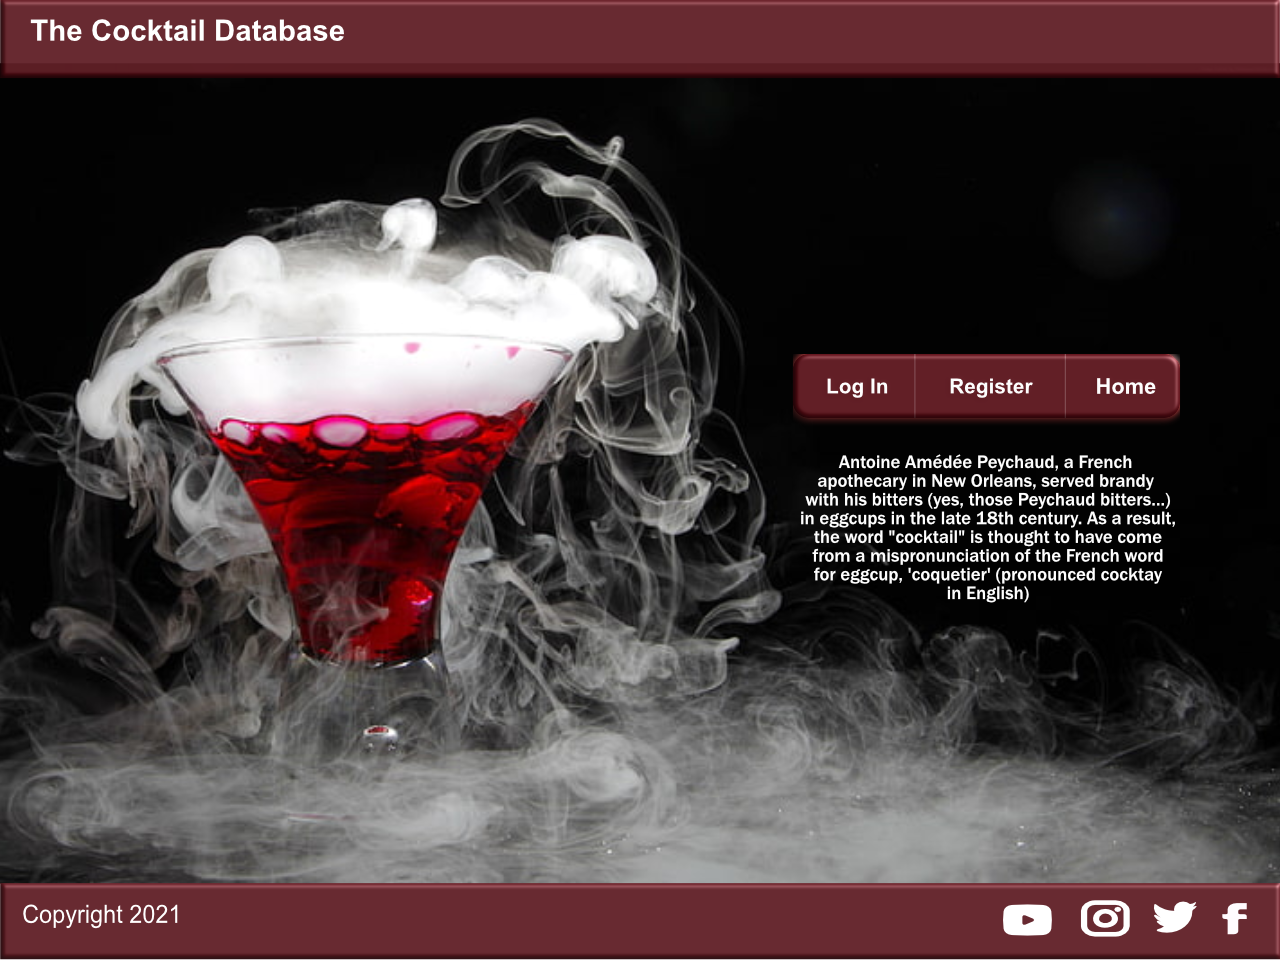 The Cocktail Database
Log In
Register
Home
Antoine Amédée Peychaud, a French
apothecary in New Orleans, served brandy
with his bitters (yes, those Peychaud bitters...)
in eggcups in the late 18th century. As a result,
the word "cocktail" is thought to have come
from a mispronunciation of the French word
for eggcup, 'coquetier' (pronounced cocktay
in English)
Copyright 2021